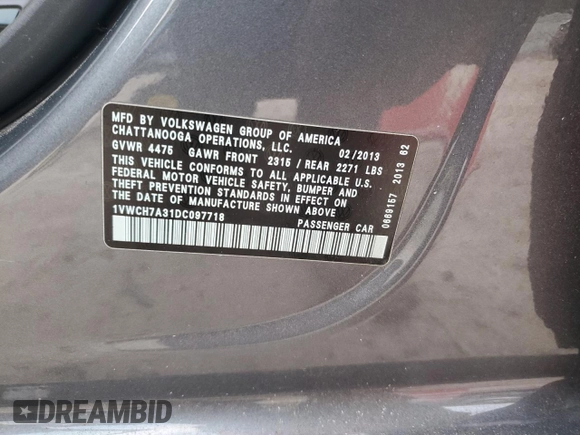 MFD BY VOLKSWAGEN GROUP OF AMERICA
CHATTANOOGA OPERATIONS, LLC. 02/2013
GVWR 4475 GAWR FRONT 2315 / REAR 2271 LBS
THIS VEHICLE CONFORMS TO ALL APPLICABLE U.S.
FEDERAL MOTOR VEHICLE SAFETY, BUMPER AND
THEFT PREVENTION STANDARDS IN EFFECT ON
THE DATE OF MANUFACTURE SHOWN ABOVE
1VWCH7A31DC097718 PASSENGER CAR
0669157 2013 62
DREAMBID